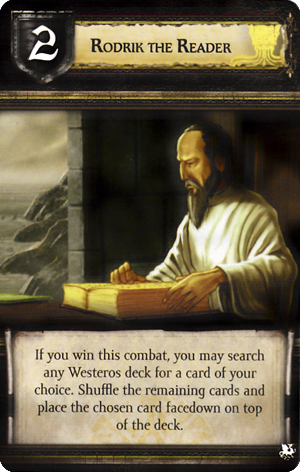 2
RODRIK THE READER
If you win this combat, you may search
any Westeros deck for a card of your
choice. Shuffle the remaining cards and
place the chosen card facedown on top
of the deck.